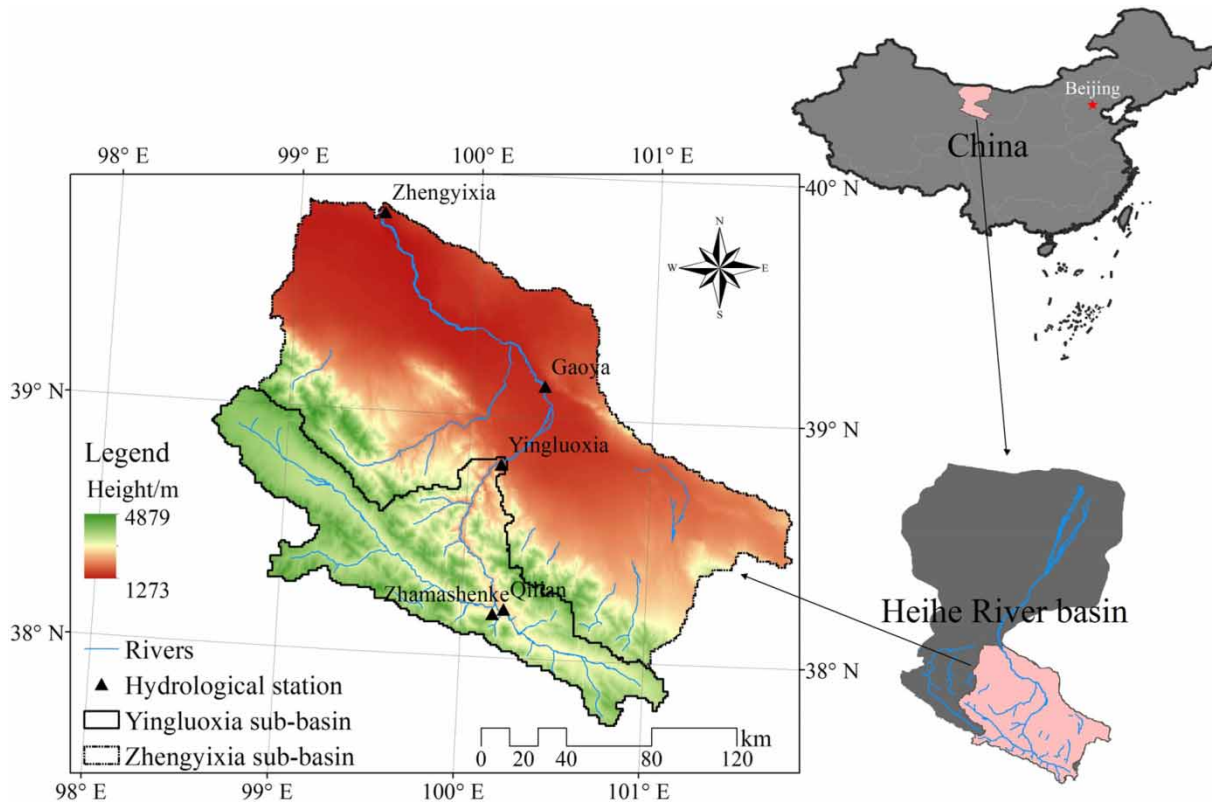 98° E
99° E
100° E
101° E
40° N
Zhengyixia
N
W
E
S
Gaoya
39° N
39° N
Yingluoxia
Legend
Height/m
4879
1273
Zhamashenke
Qilian
38° N
38° N
Rivers
Hydrological station
Yingluoxia sub-basin
Zhengyixia sub-basin
km
0
20
40
80
120
98° E
99° E
100° E
101° E
Beijing
China
Heihe River basin